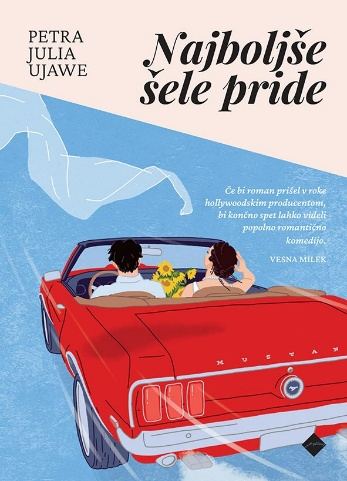 PETRA
JULIA
UJAWE
Najboljše
šele pride
Če bi roman prišel v roke
hollywoodskim producentom,
bi končno spet lahko videli
popolno romantično
komedijo.
VESNA MILEK
MUSTAN